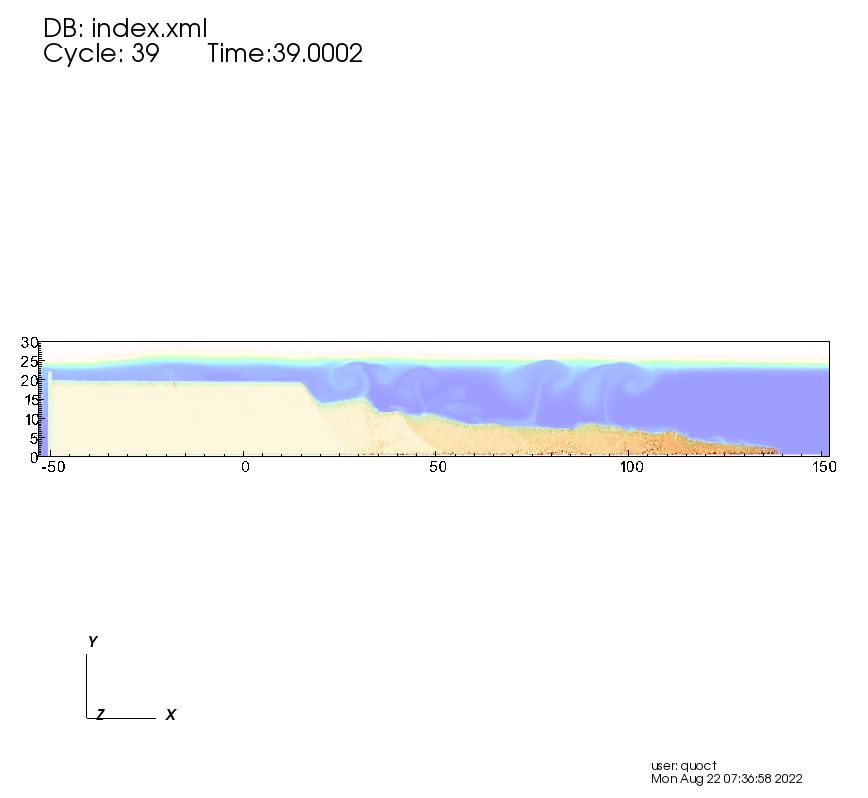 DB: index.xml
Cycle: 39 Time:39.0002
30
25
20
15
10
5
0
-50 0 50 100 150
Y
Z X
user: quoct
Mon Aug 22 07:36:58 2022